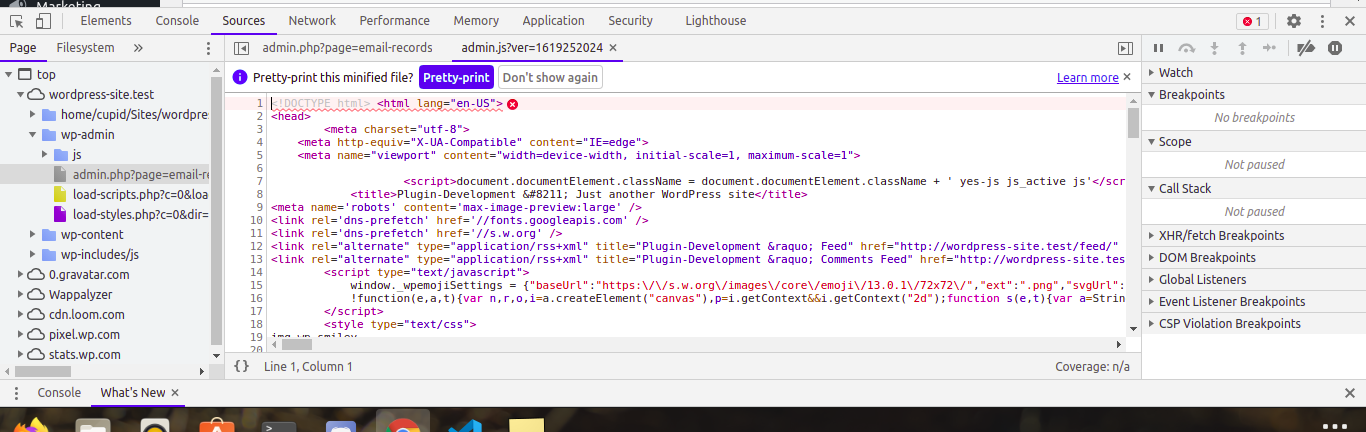 Marketing
Elements Console Sources Network Performance Memory Application Security Lighthouse 1
Page Filesystem »
admin.php?page=email-records admin.js?ver=1619252024
Pretty-print this minified file? Pretty-print Don't show again Learn more
top
wordpress-site.test
home/cupid/Sites/wordpre
wp-admin
js
admin.php?page=email-re
load-scripts.php?c=0&loa
load-styles.php?c=0&dir=
wp-content
wp-includes/js
0.gravatar.com
Wappalyzer
cdn.loom.com
pixel.wp.com
stats.wp.com
1 <!DOCTYPE html> <html lang="en-US">
2 <head>
3 <meta charset="utf-8">
4 <meta http-equiv="X-UA-Compatible" content="IE=edge">
5 <meta name="viewport" content="width=device-width, initial-scale=1, maximum-scale=1">
6
7 <script>document.documentElement.className = document.documentElement.className + ' yes-js js_active js'</scr
8 <title>Plugin-Development &#8211; Just another WordPress site</title>
9 <meta name='robots' content='max-image-preview:large' />
10 <link rel='dns-prefetch' href='//fonts.googleapis.com' />
11 <link rel='dns-prefetch' href='//s.w.org' />
12 <link rel="alternate" type="application/rss+xml" title="Plugin-Development &raquo; Feed" href="http://wordpress-site.test/feed/"
13 <link rel="alternate" type="application/rss+xml" title="Plugin-Development &raquo; Comments Feed" href="http://wordpress-site.tes
14 <script type="text/javascript">
15 window._wpemojiSettings = {"baseUrl":"https:\/\/s.w.org\/images\/core\/emoji\/13.0.1\/72x72\/","ext":".png","svgUrl":
16 !function(e,a,t){var n,r,o,i=a.createElement("canvas"),p=i.getContext&&i.getContext("2d");function s(e,t){var a=Strin
17 </script>
18 <style type="text/css">
19 img.wp-smiley,
20
{} Line 1, Column 1 Coverage: n/a
Watch
Breakpoints
No breakpoints
Scope
Not paused
Call Stack
Not paused
XHR/fetch Breakpoints
DOM Breakpoints
Global Listeners
Event Listener Breakpoints
CSP Violation Breakpoints
Console What's New